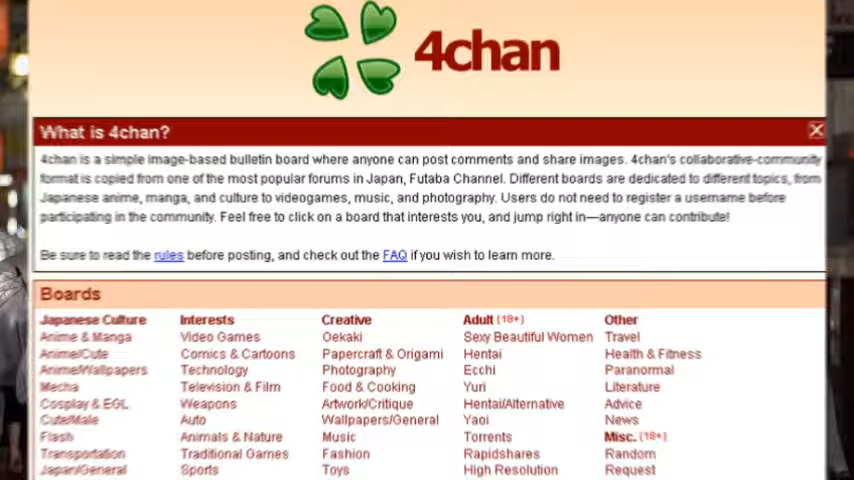 4chan
What is 4chan?
4chan is a simple image-based bulletin board where anyone can post comments and share images. 4chan's collaborative-community
format is copied from one of the most popular forums in Japan, Futaba Channel. Different boards are dedicated to different topics, from
Japanese anime, manga, and culture to videogames, music, and photography. Users do not need to register a username before
participating in the community. Feel free to click on a board that interests you, and jump right in—anyone can contribute!
Be sure to read the rules before posting, and check out the FAQ if you wish to learn more.
Boards
Japanese Culture Interests Creative Adult (18+) Other
Anime & Manga Video Games Oekaki Sexy Beautiful Women Travel
Anime/Cute Comics & Cartoons Papercraft & Origami Hentai Health & Fitness
Anime/Wallpapers Technology Photography Ecchi Paranormal
Mecha Television & Film Food & Cooking Yuri Literature
Cosplay & EGL Weapons Artwork/Critique Hentai/Alternative Advice
Cute/Male Auto Wallpapers/General Yaoi News
Flash Animals & Nature Music Torrents Misc. (18+)
Transportation Traditional Games Fashion Rapidshares Random
Japan/General Sports Toys High Resolution Request